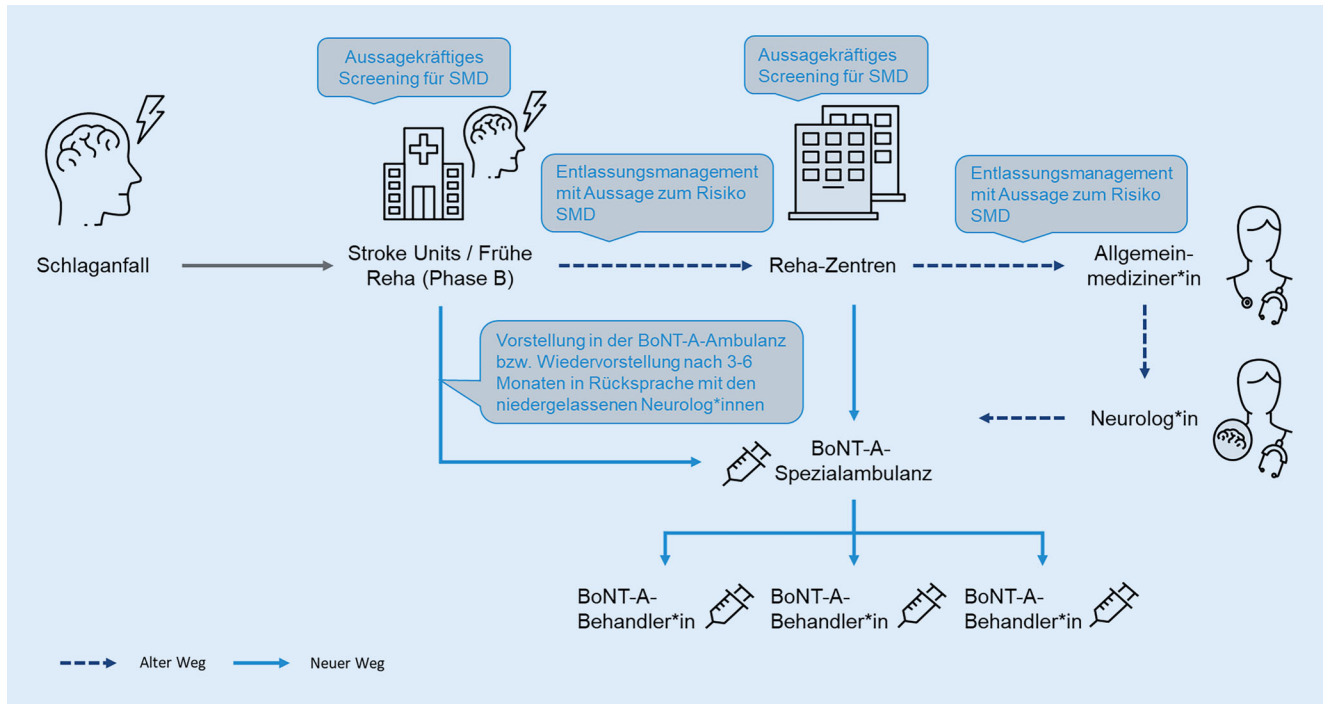 Aussagekräftiges
Screening für SMD
Aussagekräftiges
Screening für SMD
Entlassungsmanagement
mit Aussage zum Risiko
SMD
Entlassungsmanagement
mit Aussage zum Risiko
SMD
Schlaganfall
Stroke Units / Frühe
Reha (Phase B)
Reha-Zentren
Allgemein-
mediziner*in
Vorstellung in der BoNT-A-Ambulanz
bzw. Wiedervorstellung nach 3-6
Monaten in Rücksprache mit den
niedergelassenen Neurolog*innen
Neurolog*in
BoNT-A-
Spezialambulanz
BoNT-A-
Behandler*in
BoNT-A-
Behandler*in
BoNT-A-
Behandler*in
Alter Weg
Neuer Weg